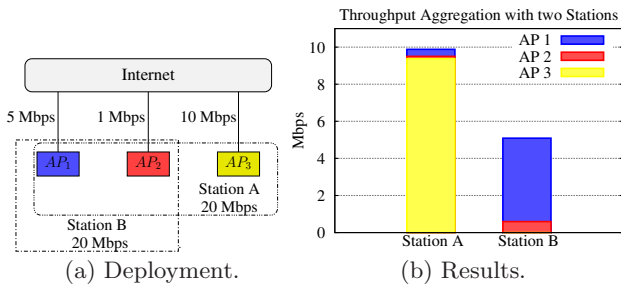 Internet
5 Mbps
1 Mbps
10 Mbps
AP1
AP2
AP3
Station A
20 Mbps
Station B
20 Mbps
(a) Deployment.
Throughput Aggregation with two Stations
10
8
6
4
2
0
Mbps
AP 1
AP 2
AP 3
Station A
Station B
(b) Results.